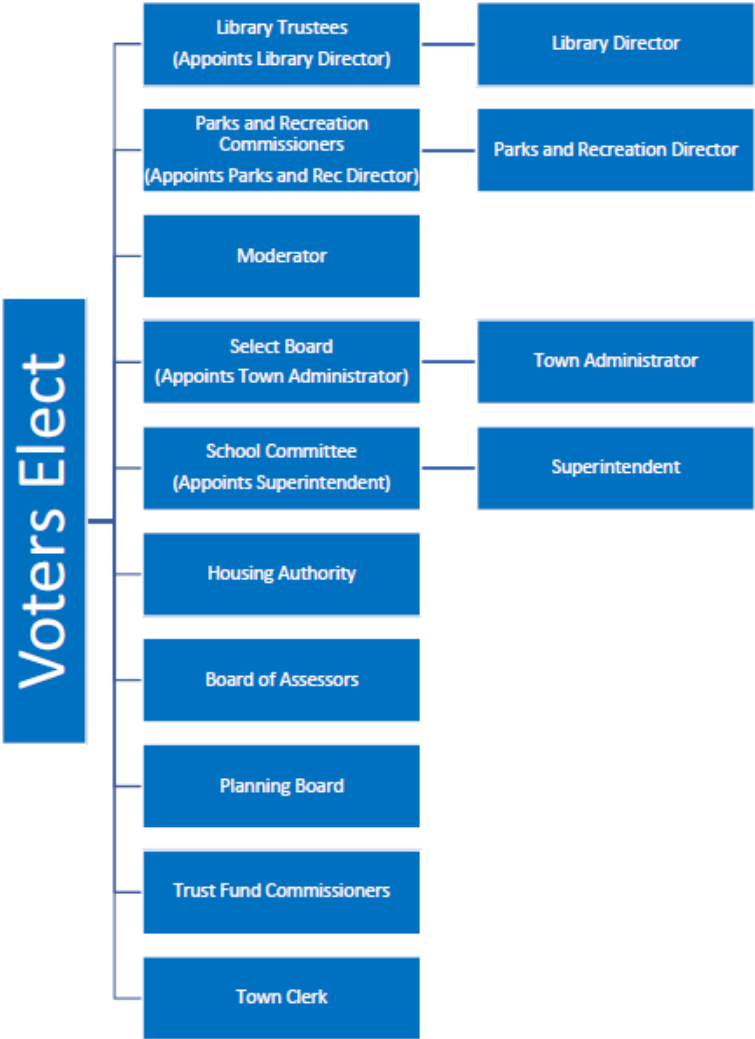 Voters Elect
Library Trustees
(Appoints Library Director)
Library Director
Parks and Recreation
Commissioners
(Appoints Parks and Rec Director)
Parks and Recreation Director
Moderator
Select Board
(Appoints Town Administrator)
Town Administrator
School Committee
(Appoints Superintendent)
Superintendent
Housing Authority
Board of Assessors
Planning Board
Trust Fund Commissioners
Town Clerk